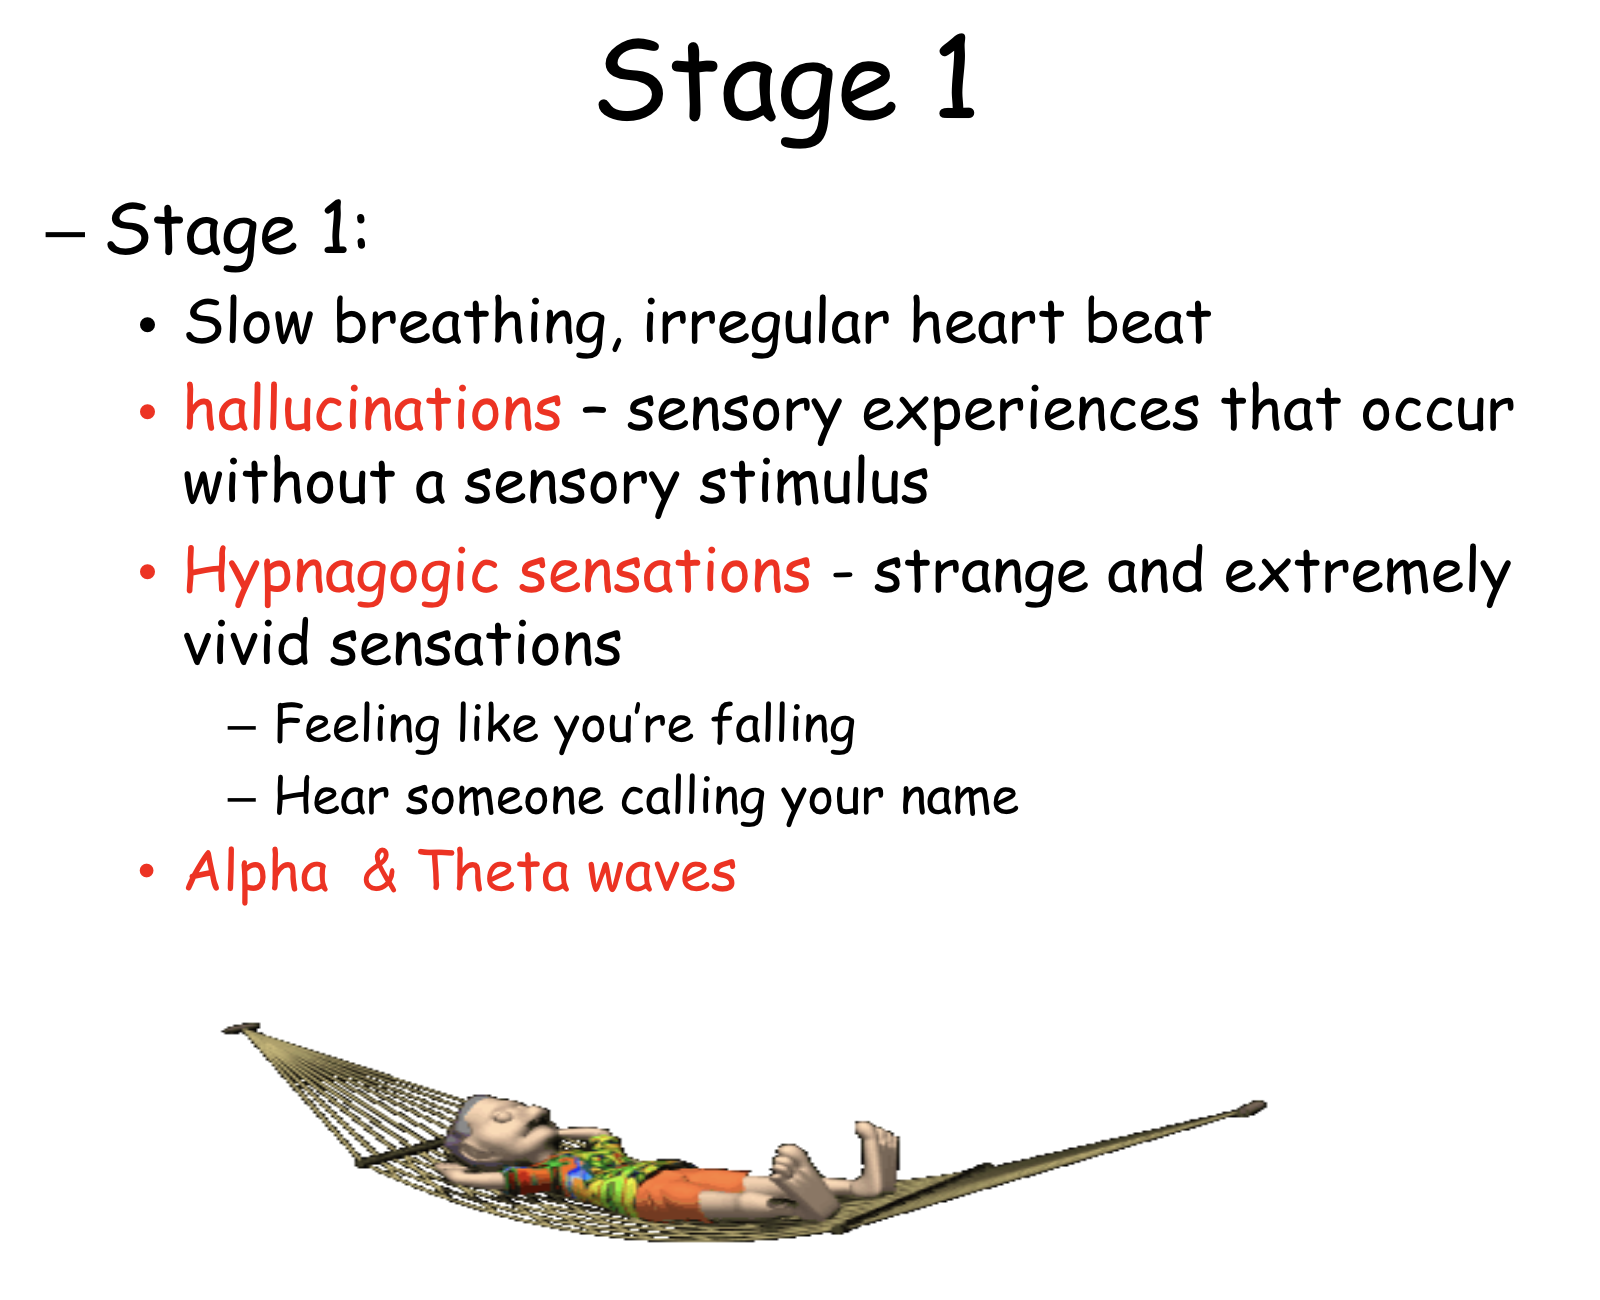 Stage 1
– Stage 1:
• Slow breathing, irregular heart beat
• hallucinations – sensory experiences that occur
without a sensory stimulus
• Hypnagogic sensations - strange and extremely
vivid sensations
– Feeling like you’re falling
– Hear someone calling your name
• Alpha & Theta waves